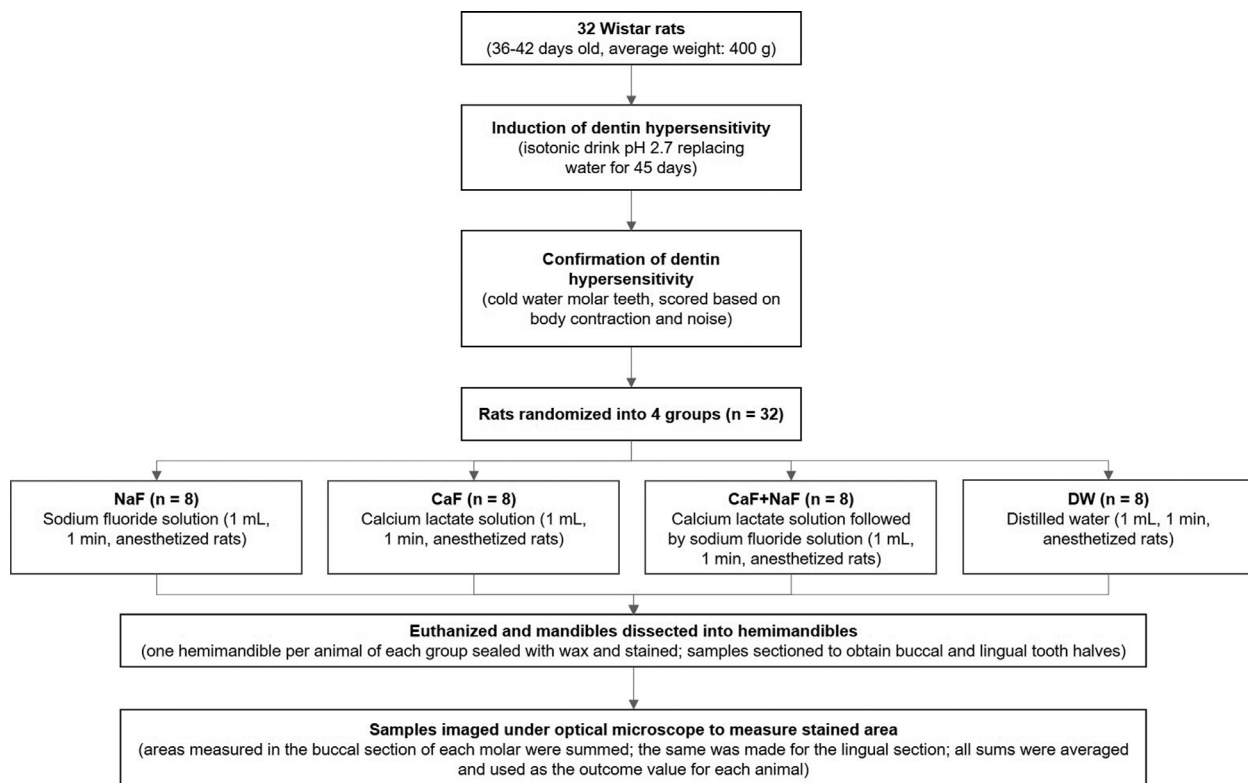 32 Wistar rats
(36-42 days old, average weight: 400 g)
Induction of dentin hypersensitivity
(isotonic drink pH 2.7 replacing
water for 45 days)
Confirmation of dentin
hypersensitivity
(cold water molar teeth, scored based on
body contraction and noise)
Rats randomized into 4 groups (n = 32)
NaF (n = 8)
Sodium fluoride solution (1 mL,
1 min, anesthetized rats)
CaF (n = 8)
Calcium lactate solution (1 mL,
1 min, anesthetized rats)
CaF+NaF (n = 8)
Calcium lactate solution followed
by sodium fluoride solution (1 mL,
1 min, anesthetized rats)
DW (n = 8)
Distilled water (1 mL, 1 min,
anesthetized rats)
Euthanized and mandibles dissected into hemimandibles
(one hemimandible per animal of each group sealed with wax and stained; samples sectioned to obtain buccal and lingual tooth halves)
Samples imaged under optical microscope to measure stained area
(areas measured in the buccal section of each molar were summed; the same was made for the lingual section; all sums were averaged
and used as the outcome value for each animal)